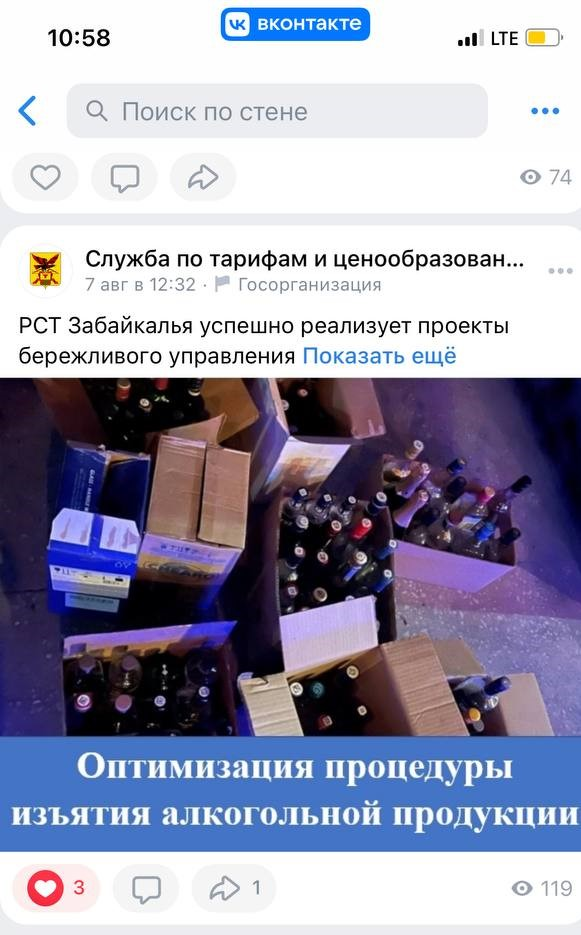 10:58
вконтакте
LTE
Поиск по стене
74
Служба по тарифам и ценообразован...
7 авг в 12:32 · Госорганизация
РСТ Забайкалья успешно реализует проекты
бережливого управления Показать ещё
Оптимизация процедуры
изъятия алкогольной продукции
3
1
119